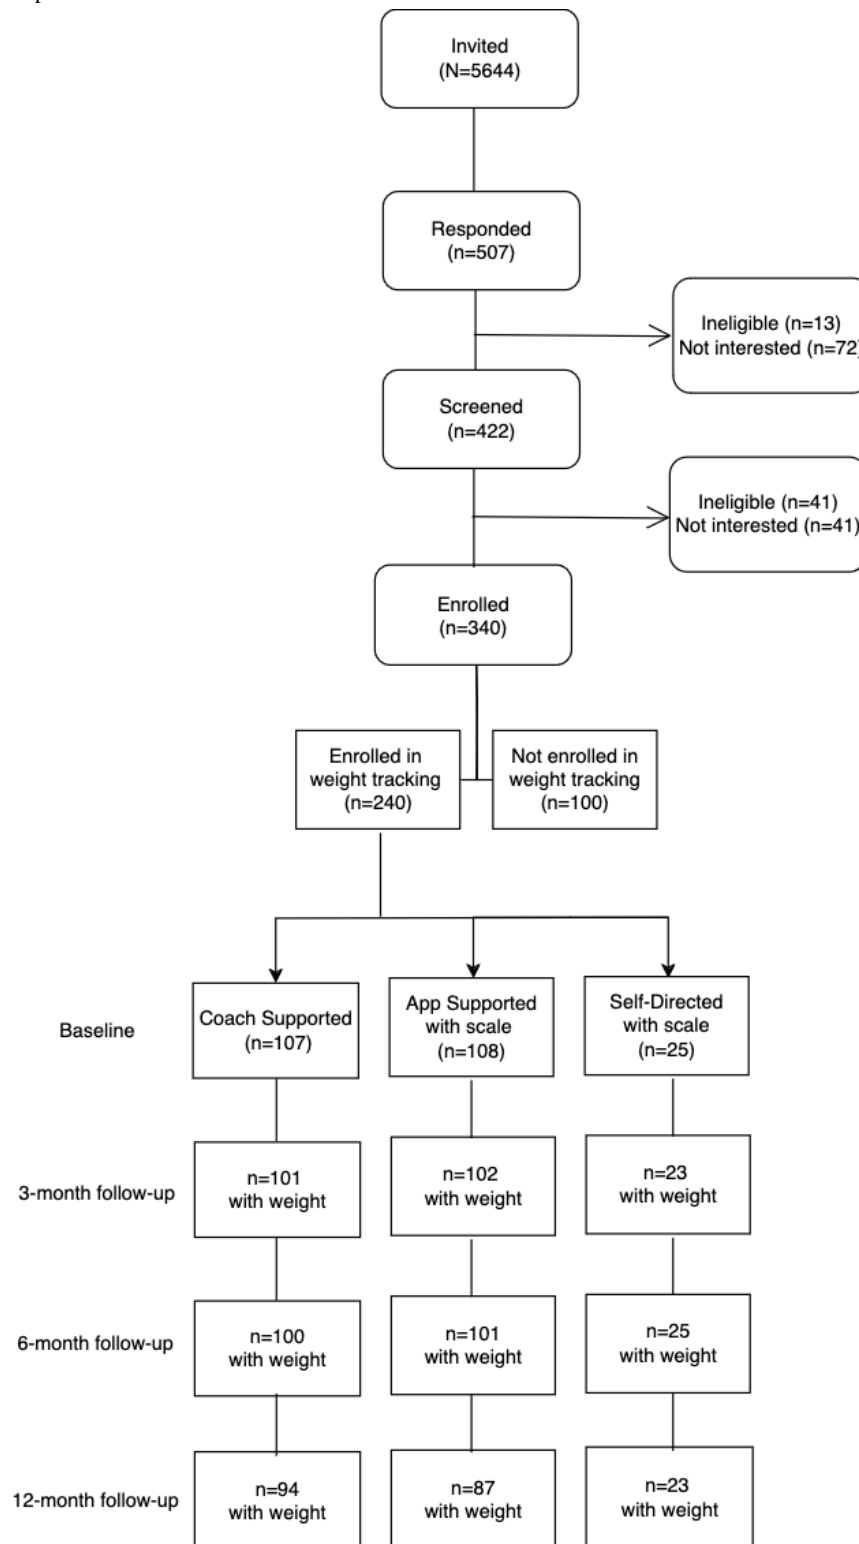 Invited
(N=5644)
Responded
(n=507)
Ineligible (n=13)
Not interested (n=72)
Screened
(n=422)
Ineligible (n=41)
Not interested (n=41)
Enrolled
(n=340)
Enrolled in
weight tracking
(n=240)
Not enrolled in
weight tracking
(n=100)
Baseline
Coach Supported
(n=107)
App Supported
with scale
(n=108)
Self-Directed
with scale
(n=25)
3-month follow-up
n=101
with weight
n=102
with weight
n=23
with weight
6-month follow-up
n=100
with weight
n=101
with weight
n=25
with weight
12-month follow-up
n=94
with weight
n=87
with weight
n=23
with weight